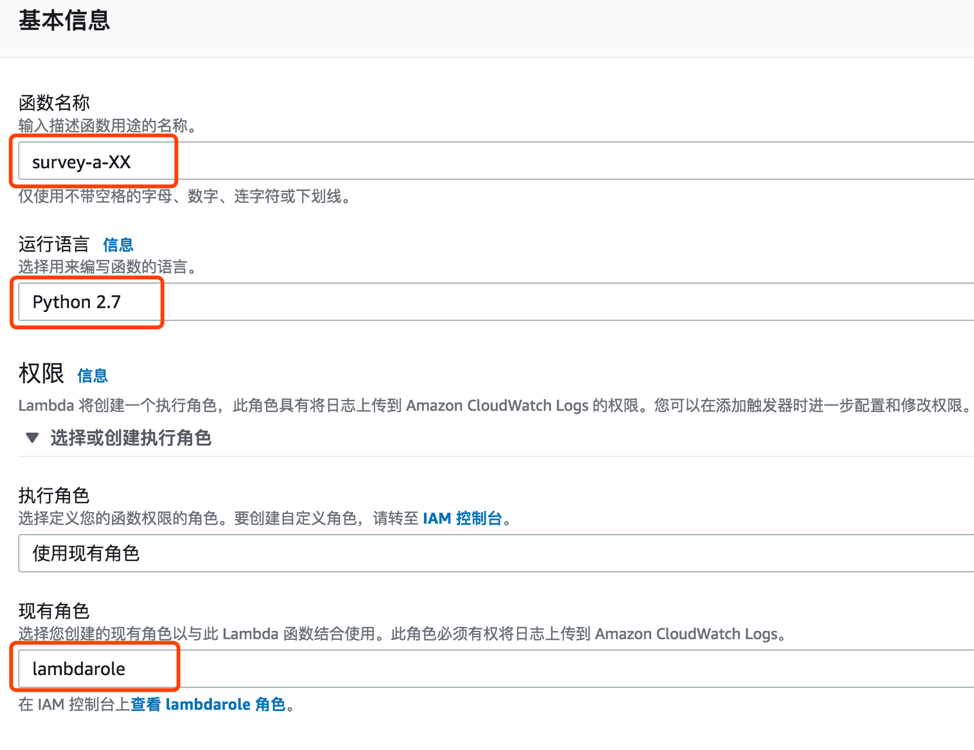 基本信息
函数名称
输入描述函数用途的名称。
survey-a-XX
仅使用不带空格的字母、数字、连字符或下划线。
运行语言 信息
选择用来编写函数的语言。
Python 2.7
权限 信息
Lambda 将创建一个执行角色，此角色具有将日志上传到 Amazon CloudWatch Logs 的权限。您可以在添加触发器时进一步配置和修改权限。
▼ 选择或创建执行角色
执行角色
选择定义您的函数权限的角色。要创建自定义角色，请转至 IAM 控制台。
使用现有角色
现有角色
选择您创建的现有角色以与此 Lambda 函数结合使用。此角色必须有权将日志上传到 Amazon CloudWatch Logs。
lambdarole
在 IAM 控制台上查看 lambdarole 角色。